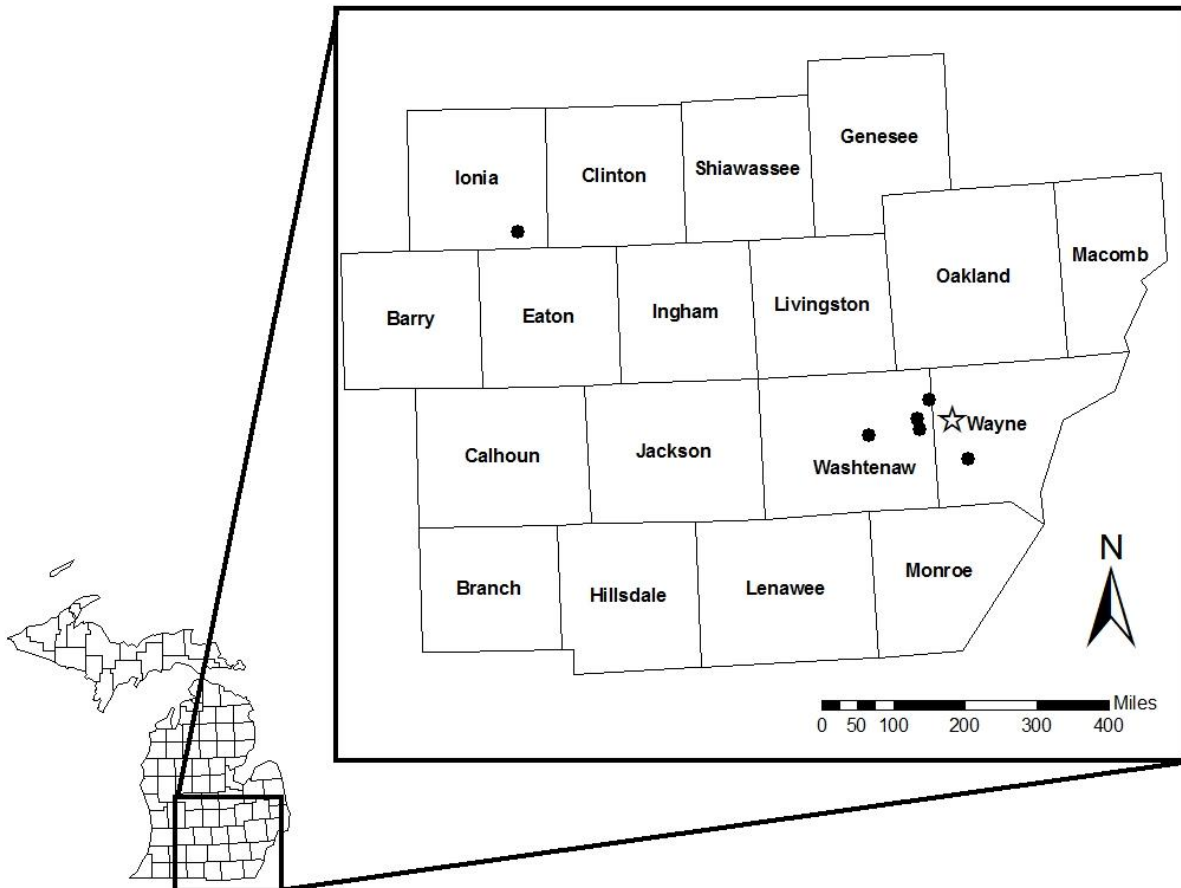 Genesee
Ionia
Clinton
Shiawassee
Macomb
Oakland
Barry
Eaton
Ingham
Livingston
Wayne
Calhoun
Jackson
Washtenaw
Branch
Hillsdale
Lenawee
Monroe
N
Miles
0 50 100 200 300 400